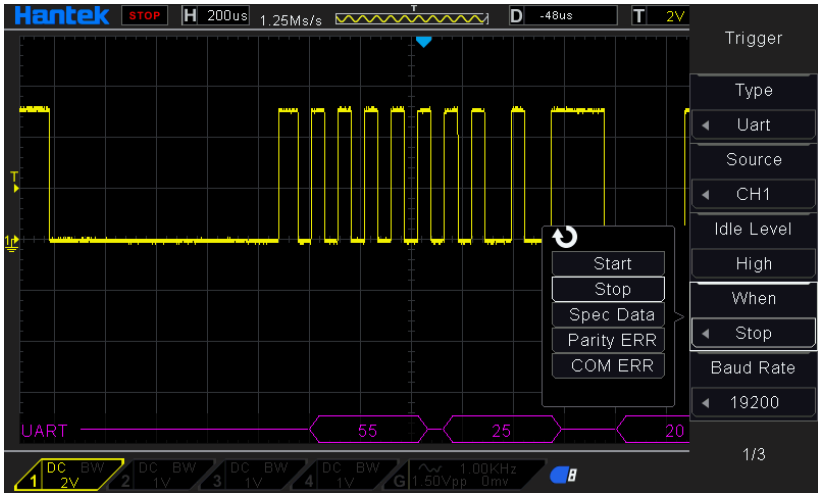 Hantek STOP H 200us 1.25Ms/s T D -48us T 2V
Trigger
Type
Uart
Source
CH1
Idle Level
High
When
Stop
Baud Rate
19200
1/3
T
1
Start
Stop
Spec Data
Parity ERR
COM ERR
UART 55 25 20
1 DC BW 2V
2 DC BW 1V
3 DC BW 1V
4 DC BW 1V
G 1.00KHz 1.50Vpp 0mv